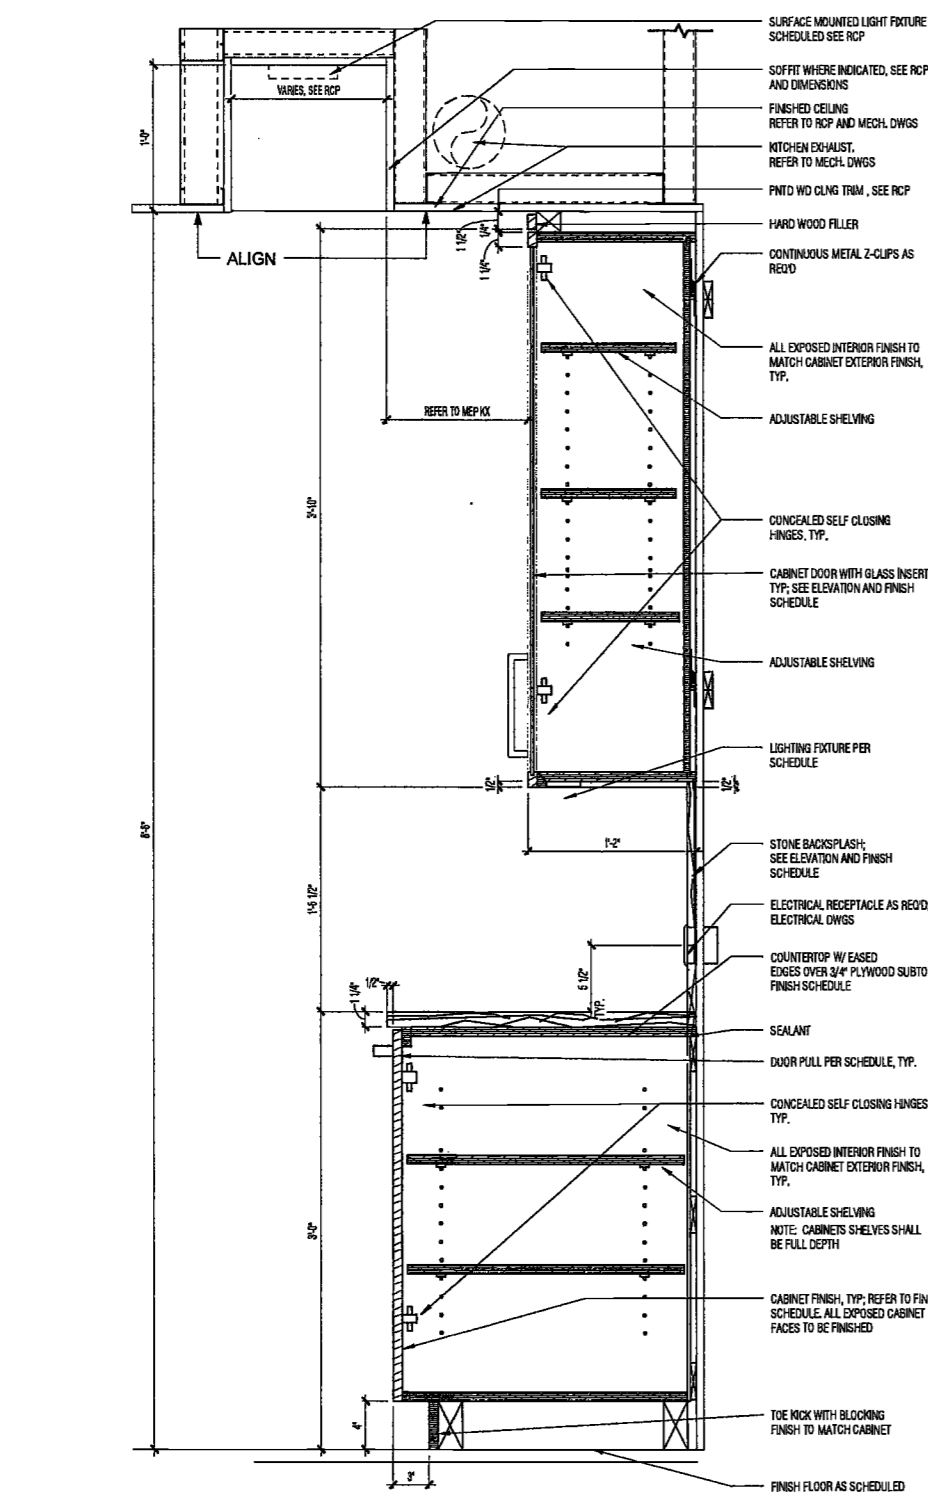 SURFACE MOUNTED LIGHT FIXTURE
SCHEDULED SEE RCP
SOFFIT WHERE INDICATED, SEE RCP
AND DIMENSIONS
VARIES, SEE RCP
FINISHED CEILING
REFER TO RCP AND MECH. DWGS
1'-0"
KITCHEN EXHAUST,
REFER TO MECH. DWGS
PNTD WD CLNG TRIM , SEE RCP
HARD WOOD FILLER
1 1/2"
1/4"
1 1/4"
ALIGN
CONTINUOUS METAL Z-CLIPS AS
REQ'D
ALL EXPOSED INTERIOR FINISH TO
MATCH CABINET EXTERIOR FINISH,
TYP.
REFER TO MEP KX
ADJUSTABLE SHELVING
3'-10"
CONCEALED SELF CLOSING
HINGES, TYP.
CABINET DOOR WITH GLASS INSERT
TYP; SEE ELEVATION AND FINISH
SCHEDULE
ADJUSTABLE SHELVING
LIGHTING FIXTURE PER
SCHEDULE
1/2"
1/2"
8'-6"
1'-2"
STONE BACKSPLASH;
SEE ELEVATION AND FINISH
SCHEDULE
1'-6 1/2"
ELECTRICAL RECEPTACLE AS REQ'D
ELECTRICAL DWGS
COUNTERTOP W/ EASED
EDGES OVER 3/4" PLYWOOD SUBTO
FINISH SCHEDULE
1/2"
1 1/4"
6 1/2"
TYP.
SEALANT
DOOR PULL PER SCHEDULE, TYP.
CONCEALED SELF CLOSING HINGES
TYP.
ALL EXPOSED INTERIOR FINISH TO
MATCH CABINET EXTERIOR FINISH,
TYP.
ADJUSTABLE SHELVING
NOTE: CABINETS SHELVES SHALL
BE FULL DEPTH
3'-0"
CABINET FINISH, TYP; REFER TO FIN
SCHEDULE. ALL EXPOSED CABINET
FACES TO BE FINISHED
4"
TOE KICK WITH BLOCKING
FINISH TO MATCH CABINET
3"
FINISH FLOOR AS SCHEDULED